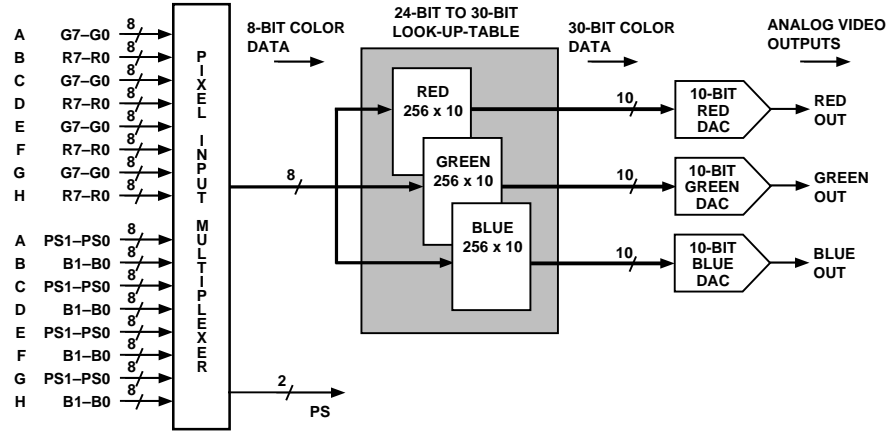 24-BIT TO 30-BIT
LOOK-UP-TABLE
8-BIT COLOR
DATA
30-BIT COLOR
DATA
ANALOG VIDEO
OUTPUTS
A G7–G0 8
B R7–R0 8
C G7–G0 8
D R7–R0 8
E G7–G0 8
F R7–R0 8
G G7–G0 8
H R7–R0 8
A PS1–PS0 8
B B1–B0 8
C PS1–PS0 8
D B1–B0 8
E PS1–PS0 8
F B1–B0 8
G PS1–PS0 8
H B1–B0 8
PIXEL INPUT MULTIPLEXER
8
2
PS
RED
256 x 10
GREEN
256 x 10
BLUE
256 x 10
10
10-BIT
RED
DAC
RED
OUT
10
10-BIT
GREEN
DAC
GREEN
OUT
10
10-BIT
BLUE
DAC
BLUE
OUT